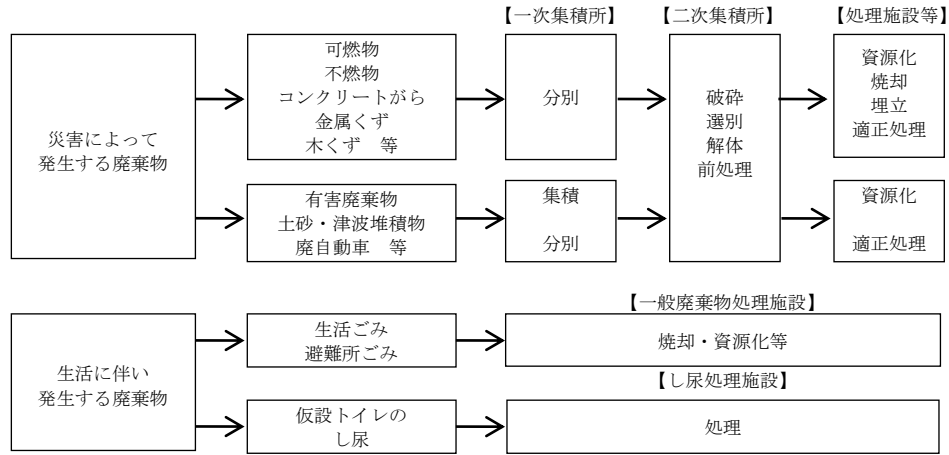 【一次集積所】
【二次集積所】
【処理施設等】
災害によって
発生する廃棄物
可燃物
不燃物
コンクリートがら
金属くず
木くず　等
分別
破砕
選別
解体
前処理
資源化
焼却
埋立
適正処理
有害廃棄物
土砂・津波堆積物
廃自動車　等
集積
分別
資源化
適正処理
【一般廃棄物処理施設】
生活に伴い
発生する廃棄物
生活ごみ
避難所ごみ
焼却・資源化等
【し尿処理施設】
仮設トイレの
し尿
処理